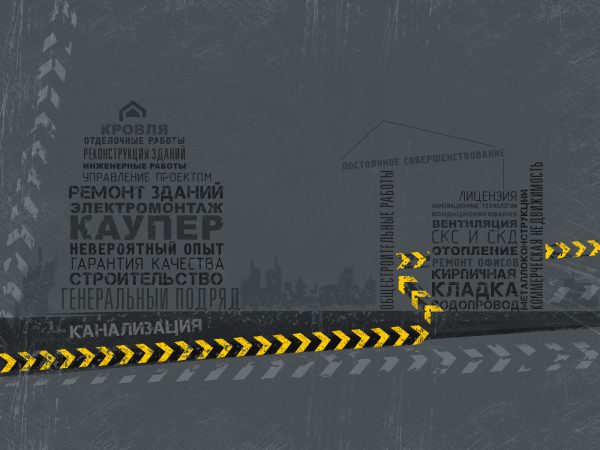 КРОВЛЯ
ОТДЕЛОЧНЫЕ РАБОТЫ
РЕКОНСТРУКЦИЯ ЗДАНИЙ
ИНЖЕНЕРНЫЕ РАБОТЫ
УПРАВЛЕНИЕ ПРОЕКТОМ
РЕМОНТ ЗДАНИЙ
ЭЛЕКТРОМОНТАЖ
КАУПЕР
НЕВЕРОЯТНЫЙ ОПЫТ
ГАРАНТИЯ КАЧЕСТВА
СТРОИТЕЛЬСТВО
ГЕНЕРАЛЬНЫЙ ПОДРЯД
КАНАЛИЗАЦИЯ
ПОСТОЯННОЕ СОВЕРШЕНСТВОВАНИЕ
ОБЩЕСТРОИТЕЛЬНЫЕ РАБОТЫ
ЛИЦЕНЗИЯ
ИННОВАЦИОННЫЕ ТЕХНОЛОГИИ
КОНДИЦИОНИРОВАНИЕ
ВЕНТИЛЯЦИЯ
СКС И СКД
ОТОПЛЕНИЕ
РЕМОНТ ОФИСОВ
КИРПИЧНАЯ
КЛАДКА
ВОДОПРОВОД
МЕТАЛЛОКОНСТРУКЦИИ
КОММЕРЧЕСКАЯ НЕДВИЖИМОСТЬ